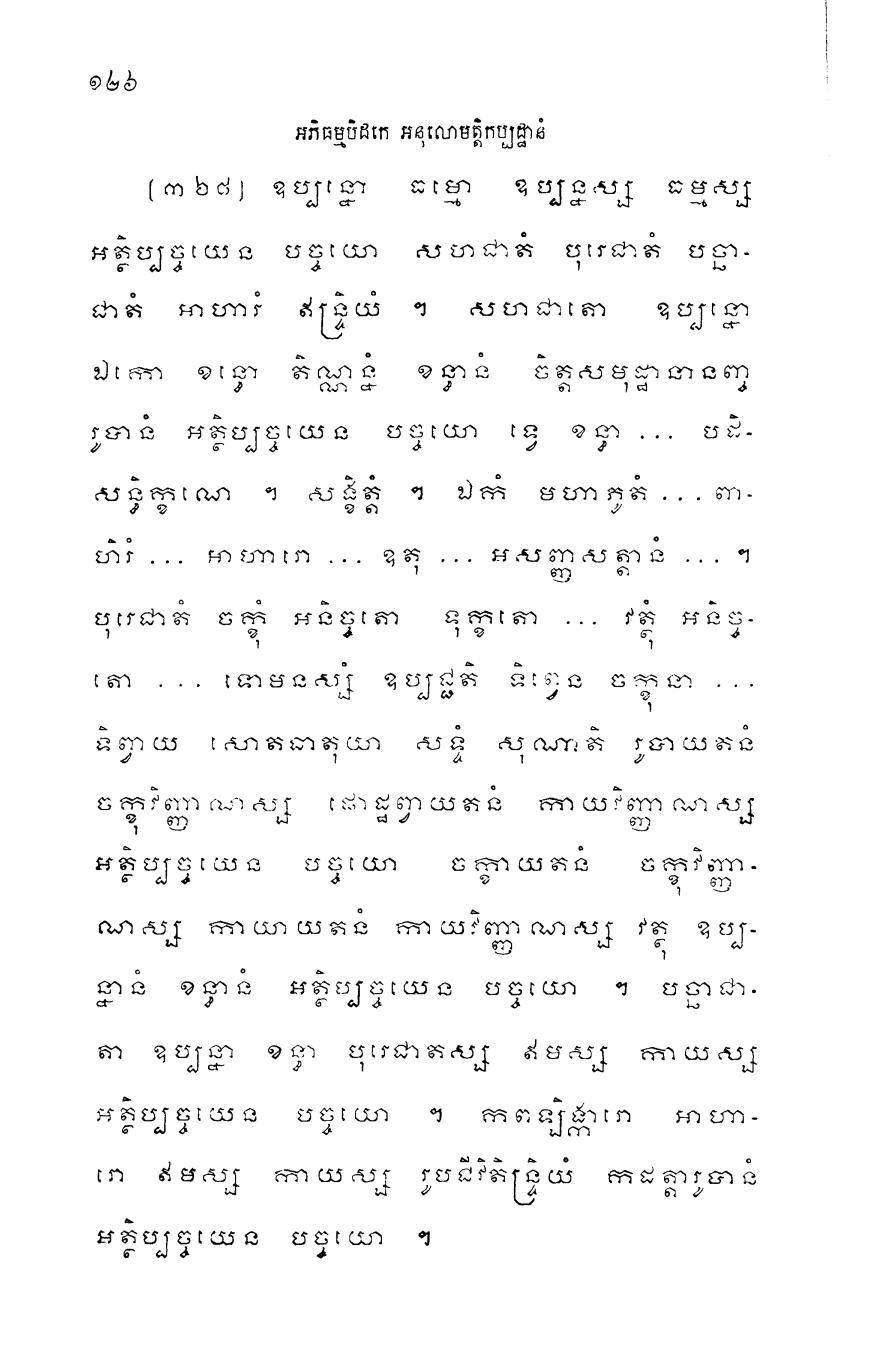 ១២៦
អភិធម្មបិដកេ អនុលោមត្តិកប្បដ្ឋានំ
(៣២៨) ឧប្បន្នោ ធម្មោ ឧប្បន្នស្ស ធម្មស្ស
អត្ថិប្បច្ចយេន បច្ចយោ សហជាតំ បុរេជាតំ បច្ឆា-
ជាតំ អាហារំ ឥន្ទ្រិយំ ។ សហជាតោ ឧប្បន្នោ
ឯកោ ខន្ធោ តិណ្ណន្នំ ខន្ធានំ ចិត្តសមុដ្ឋានានញ្ច
រូបានំ អត្ថិប្បច្ចយេន បច្ចយោ ទ្វេ ខន្ធា ... បដិ-
សន្ធិក្ខណេ ។ សង្ខិត្តំ ។ ឯកំ មហាភូតំ ... ពា-
ហិរំ ... អាហារោ ... ឧតុ ... អសញ្ញសត្តានំ ... ។
បុរេជាតំ ចក្ខុំ អនិច្ចតោ ទុក្ខតោ ... វត្ថុំ អនិច្ច-
តោ ... ទោមនស្សំ ឧប្បជ្ជតិ ទិព្វេន ចក្ខុនា ...
ទិព្វាយ សោតធាតុយា សទ្ទំ សុណាតិ រូបាយតនំ
ចក្ខុវិញ្ញាណស្ស ផោដ្ឋព្វាយតនំ កាយវិញ្ញាណស្ស
អត្ថិប្បច្ចយេន បច្ចយោ ចក្ខាយតនំ ចក្ខុវិញ្ញា-
ណស្ស កាយាយតនំ កាយវិញ្ញាណស្ស វត្ថុ ឧប្ប-
ន្នានំ ខន្ធានំ អត្ថិប្បច្ចយេន បច្ចយោ ។ បច្ឆាជា-
តា ឧប្បន្នា ខន្ធា បុរេជាតស្ស ឥមស្ស កាយស្ស
អត្ថិប្បច្ចយេន បច្ចយោ ។ កពឡិង្ការោ អាហា-
រោ ឥមស្ស កាយស្ស រូបជីវិតិន្ទ្រិយំ កដត្តារូបានំ
អត្ថិប្បច្ចយេន បច្ចយោ ។